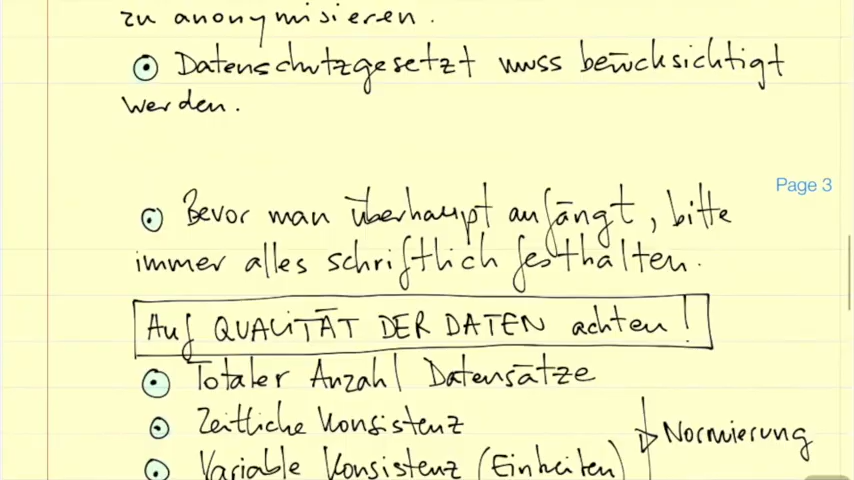 zu anonymisieren.
Datenschutzgesetzt muss berücksichtigt
werden.
Page 3
Bevor man überhaupt anfängt, bitte
immer alles schriftlich festhalten.
Auf QUALITÄT DER DATEN achten!
Totaler Anzahl Datensätze
Zeitliche Konsistenz
Normierung
Variable Konsistenz (Einheiten)